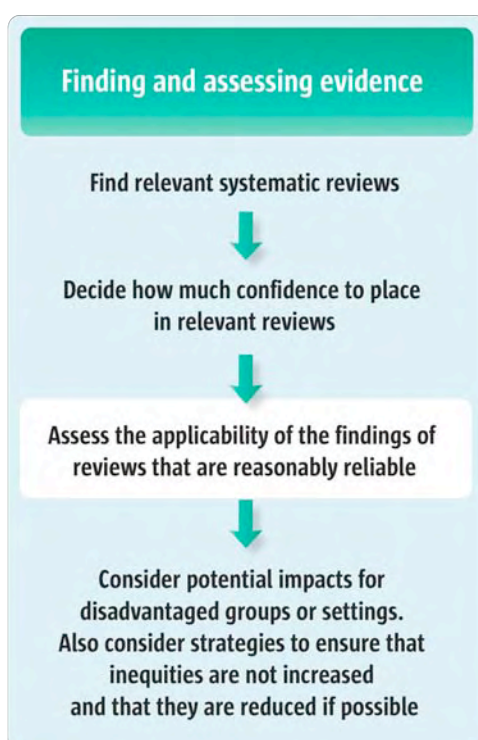 Finding and assessing evidence
Find relevant systematic reviews
Decide how much confidence to place
in relevant reviews
Assess the applicability of the findings of
reviews that are reasonably reliable
Consider potential impacts for
disadvantaged groups or settings.
Also consider strategies to ensure that
inequities are not increased
and that they are reduced if possible